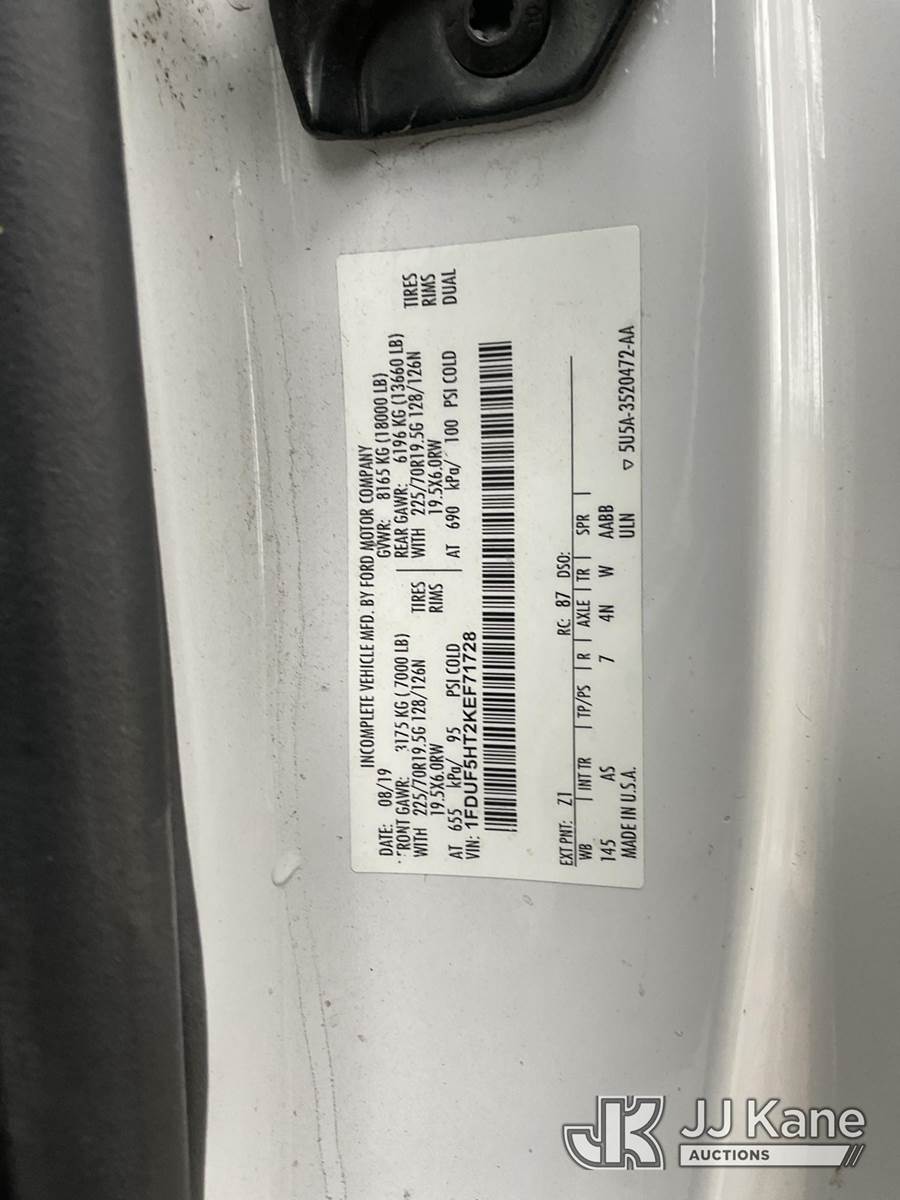 INCOMPLETE VEHICLE MFD. BY FORD MOTOR COMPANY
DATE: 08/19 GVWR: 8165 KG (18000 LB)
FRONT GAWR: 3175 KG ( 7000 LB) REAR GAWR: 6196 KG (13660 LB)
WITH 225/70R19.5G 128/126N TIRES WITH 225/70R19.5G 128/126N TIRES
19.5X6.0RW RIMS 19.5X6.0RW RIMS
AT 655 kPa/ 95 PSI COLD AT 690 kPa/ 100 PSI COLD DUAL
VIN: 1FDUF5HT2KEF71728
EXT PNT: Z1 RC: 87 DSO:
WB | INT TR | TP/PS | R | AXLE | TR | SPR |
145 AS 7 4N W AABB
MADE IN U.S.A. ULN ▽ 5U5A-3520472-AA
JK JJ Kane
AUCTIONS